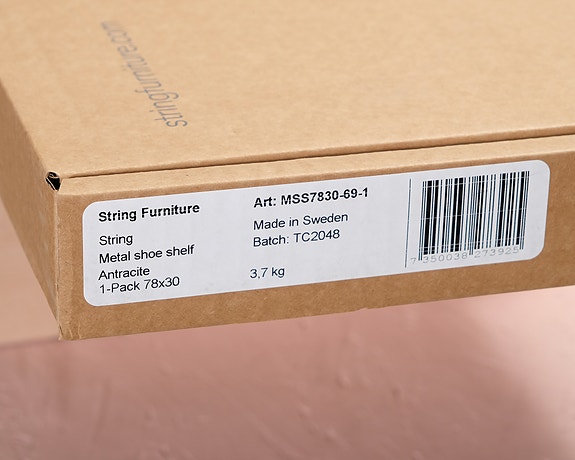 stringfurniture.com
String Furniture
String
Metal shoe shelf
Antracite
1-Pack 78x30
Art: MSS7830-69-1
Made in Sweden
Batch: TC2048
3,7 kg
7 350038 273925